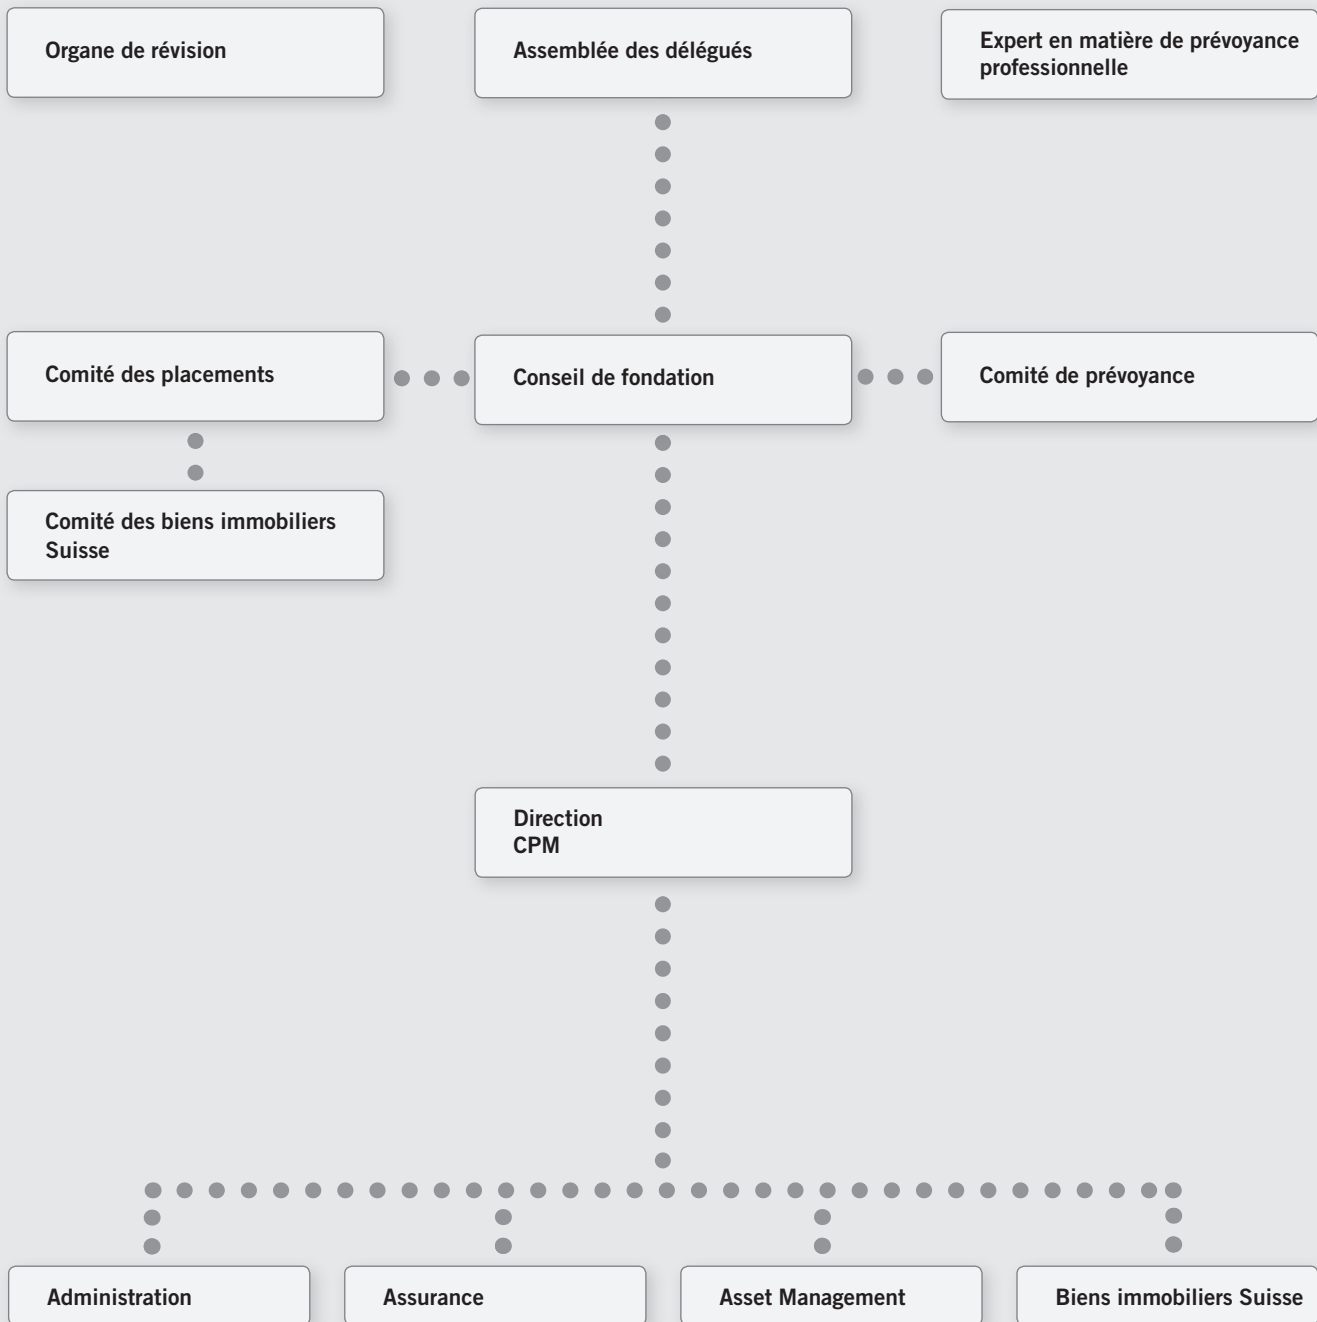 Organe de révision
Assemblée des délégués
Expert en matière de prévoyance
professionnelle
Comité des placements
Conseil de fondation
Comité de prévoyance
Comité des biens immobiliers
Suisse
Direction
CPM
Administration
Assurance
Asset Management
Biens immobiliers Suisse